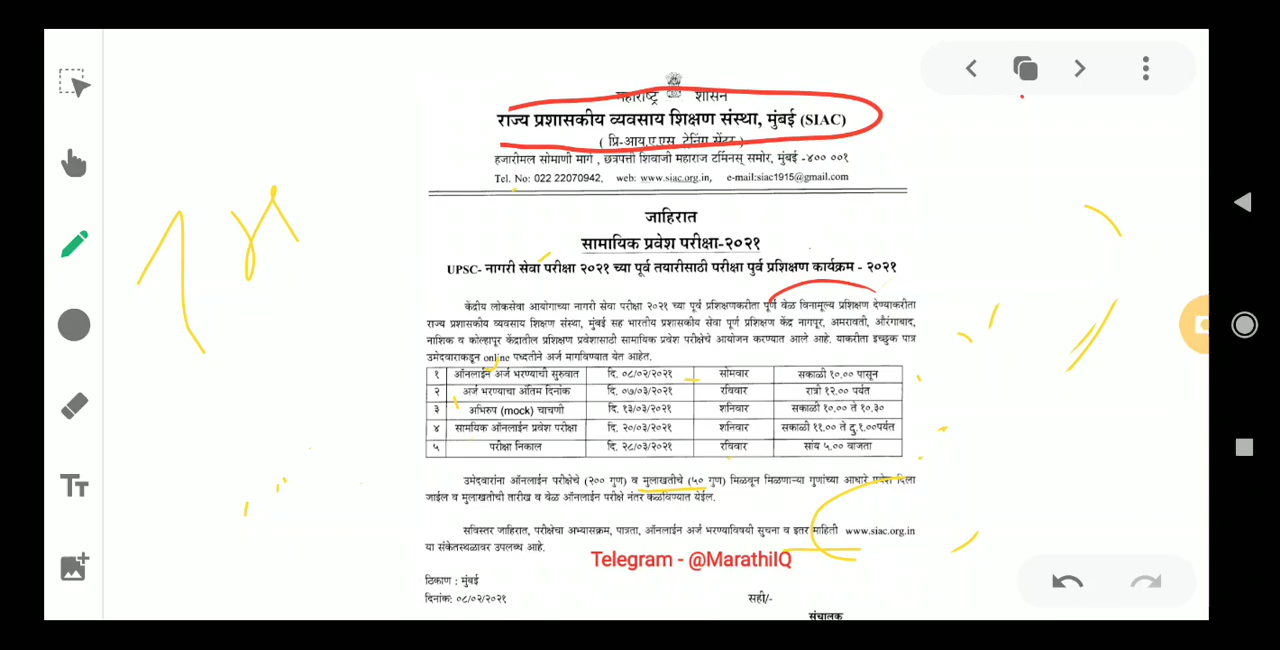 महाराष्ट्र शासन
राज्य प्रशासकीय व्यवसाय शिक्षण संस्था, मुंबई (SIAC)
( प्रि-आय.ए.एस. ट्रेनिंग सेंटर )
हजारीमल सोमाणी मार्ग , छत्रपती शिवाजी महाराज टर्मिनस् समोर, मुंबई -४०० ००१
Tel. No: 022 22070942, web: www.siac.org.in, e-mail:siac1915@gmail.com
जाहिरात
सामायिक प्रवेश परीक्षा-२०२१
UPSC- नागरी सेवा परीक्षा २०२१ च्या पूर्व तयारीसाठी परीक्षा पुर्व प्रशिक्षण कार्यक्रम - २०२१
केंद्रीय लोकसेवा आयोगाच्या नागरी सेवा परीक्षा २०२१ च्या पूर्व प्रशिक्षणकरीता पूर्ण वेळ विनामूल्य प्रशिक्षण देण्याकरीता
राज्य प्रशासकीय व्यवसाय शिक्षण संस्था, मुंबई सह भारतीय प्रशासकीय सेवा पूर्ण प्रशिक्षण केंद्र नागपूर, अमरावती, औरंगाबाद,
नाशिक व कोल्हापूर केंद्रातील प्रशिक्षण प्रवेशासाठी सामायिक प्रवेश परीक्षेचे आयोजन करण्यात आले आहे. याकरीता इच्छुक पात्र
उमेदवाराकडून online पध्दतीने अर्ज मागविण्यात येत आहेत.
१ ऑनलाईन अर्ज भरण्याची सुरुवात दि. ०८/०२/२०२१ सोमवार सकाळी १०.०० पासून
२ अर्ज भरण्याचा अंतिम दिनांक दि. ०७/०३/२०२१ रविवार रात्री १२.०० पर्यंत
३ अभिरुप (mock) चाचणी दि. १३/०३/२०२१ शनिवार सकाळी १०.०० ते १०.३०
४ सामायिक ऑनलाईन प्रवेश परीक्षा दि. २०/०३/२०२१ शनिवार सकाळी ११.०० ते दु.१.००पर्यंत
५ परीक्षा निकाल दि. २८/०३/२०२१ रविवार सांय ५.०० वाजता
उमेदवारांना ऑनलाईन परीक्षेचे (२०० गुण) व मुलाखतीचे (५० गुण) मिळवून मिळणाऱ्या गुणांच्या आधारे प्रवेश दिला
जाईल व मुलाखतीची तारीख व वेळ ऑनलाईन परीक्षे नंतर कळविण्यात येईल.
सविस्तर जाहिरात, परीक्षेचा अभ्यासक्रम, पात्रता, ऑनलाईन अर्ज भरण्याविषयी सुचना व इतर माहिती www.siac.org.in
या संकेतस्थळावर उपलब्ध आहे.
Telegram - @MarathiIQ
ठिकाण : मुंबई
दिनांक: ०८/०२/२०२१ सही/-
संचालक
Tт